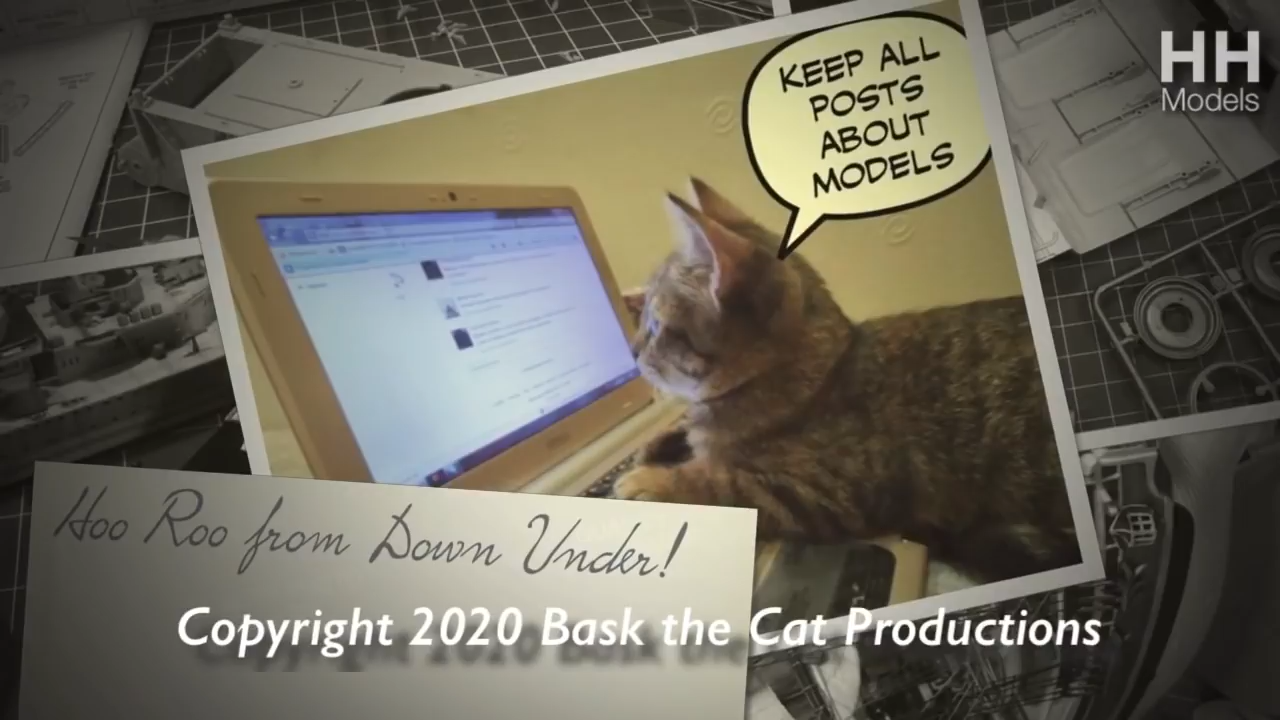 HH
Models
KEEP ALL
POSTS
ABOUT
MODELS
Hoo Roo from Down Under!
Copyright 2020 Bask the Cat Productions